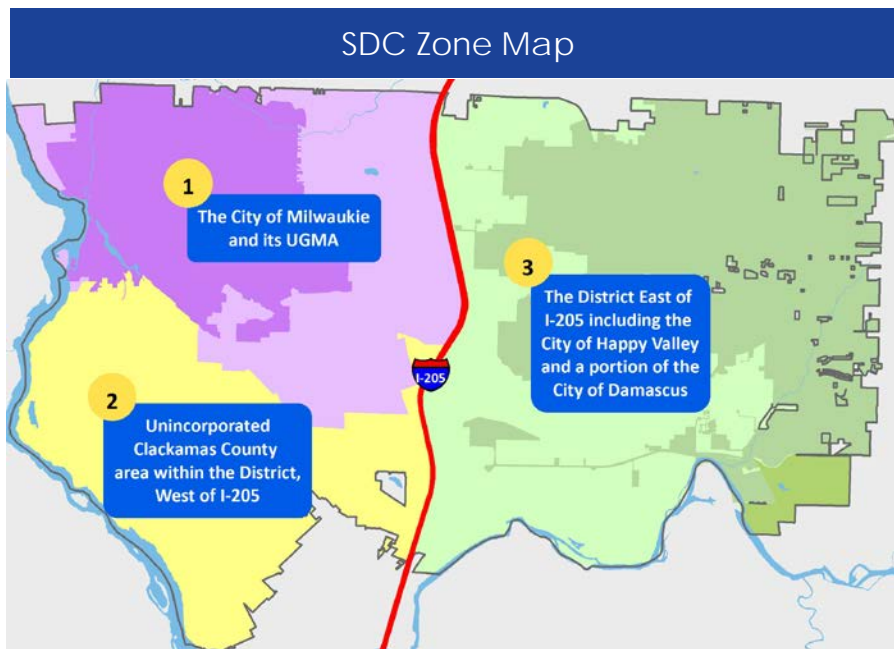 SDC Zone Map
1
The City of Milwaukie
and its UGMA
3
The District East of
I-205 including the
City of Happy Valley
and a portion of the
City of Damascus
I-205
2
Unincorporated
Clackamas County
area within the District,
West of I-205